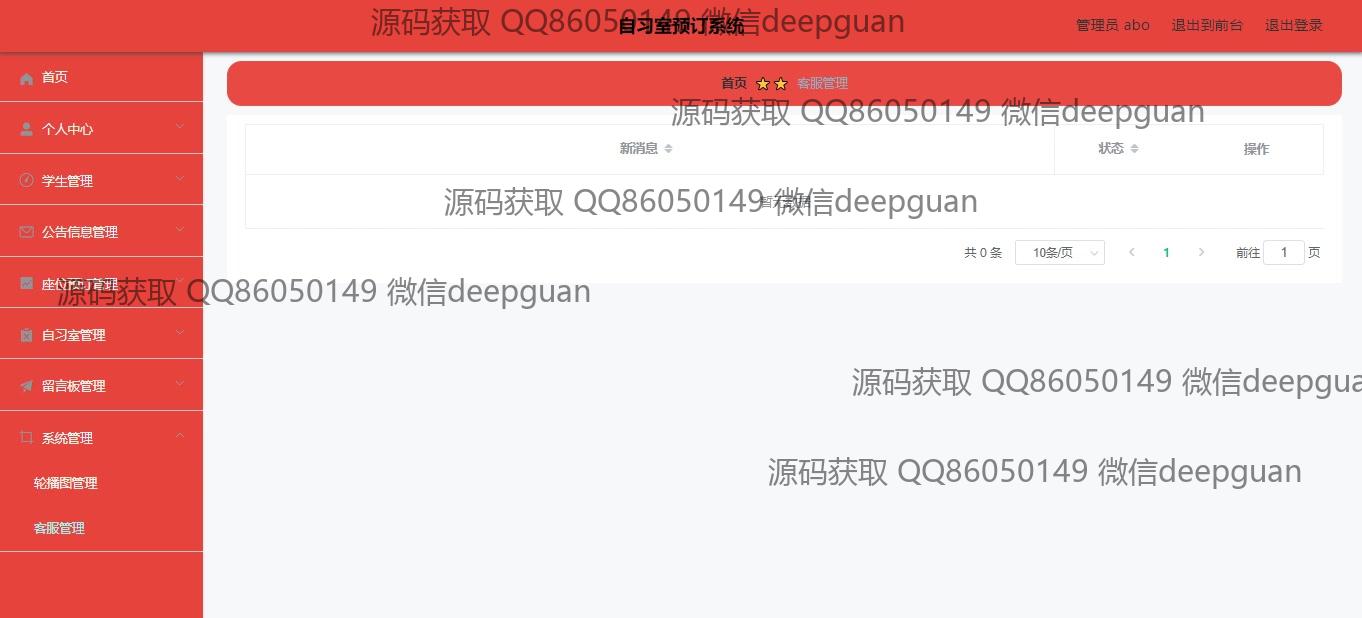 源码获取 QQ86050149 微信deepguan
自习室预订系统
管理员 abo 退出到前台 退出登录
首页
个人中心
学生管理
公告信息管理
座位预订管理
自习室管理
留言板管理
系统管理
轮播图管理
客服管理
首页 客服管理
源码获取 QQ86050149 微信deepguan
新消息 状态 操作
源码获取 QQ86050149 微信deepguan
暂无数据
共 0 条 10条/页 1 前往 1 页
源码获取 QQ86050149 微信deepguan
源码获取 QQ86050149 微信deepgua
源码获取 QQ86050149 微信deepguan